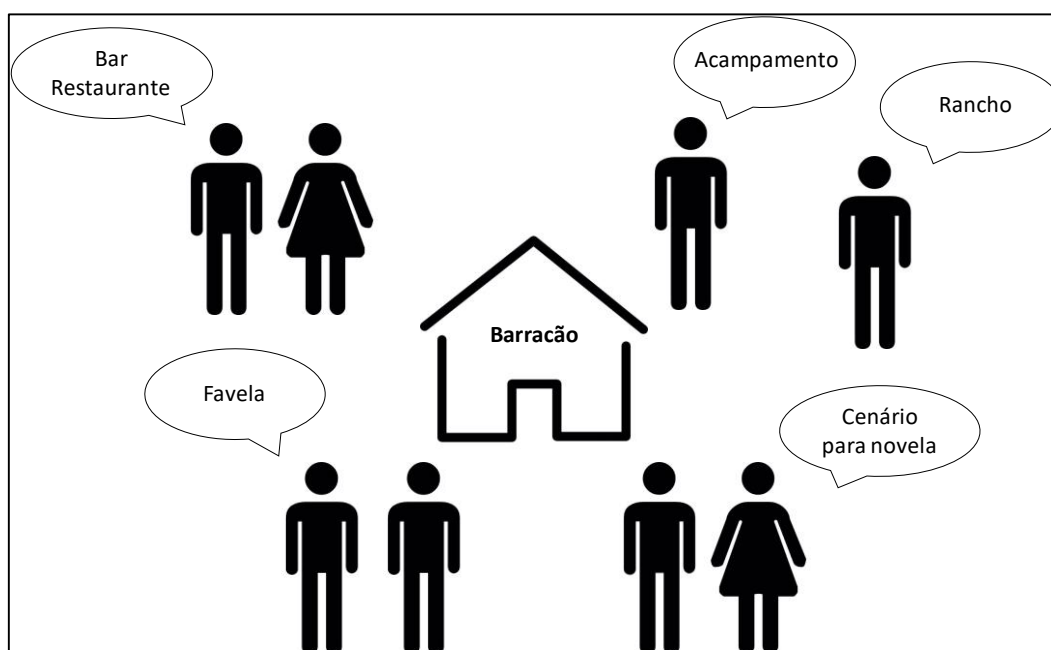 Bar
Restaurante
Acampamento
Rancho
Barracão
Favela
Cenário
para novela